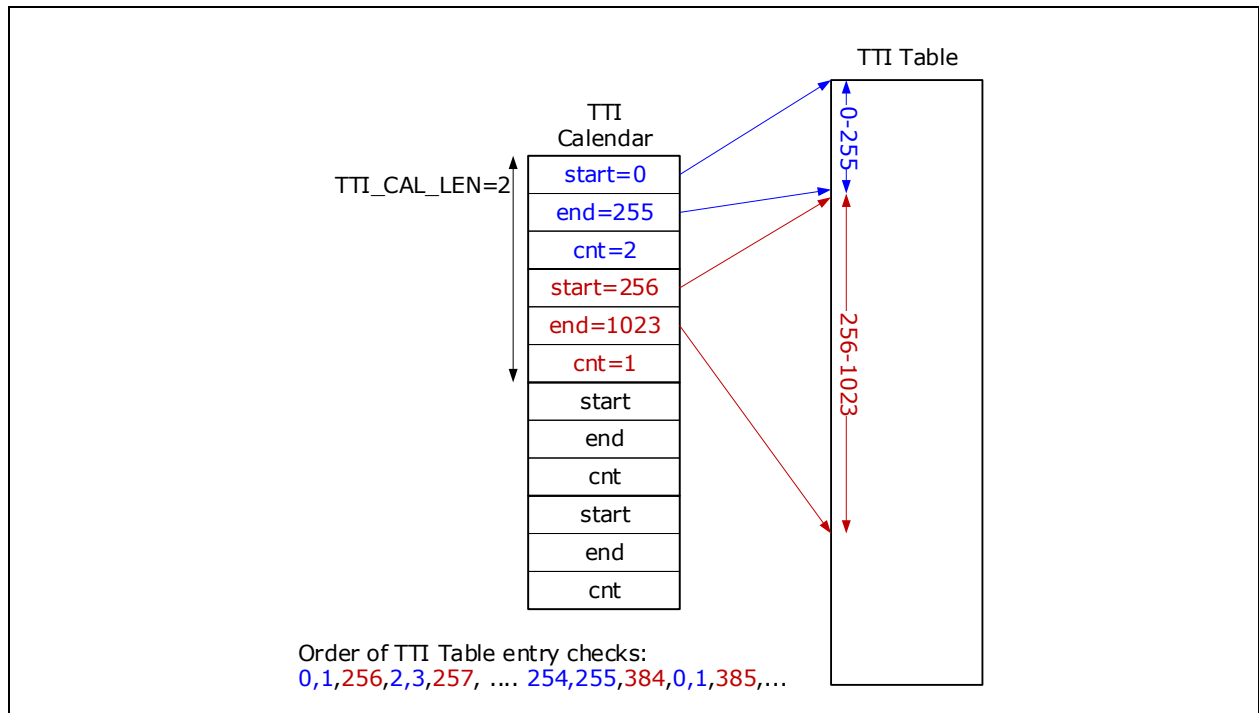 TTI Table
TTI
Calendar
TTI_CAL_LEN=2
start=0
end=255
cnt=2
start=256
end=1023
cnt=1
start
end
cnt
start
end
cnt
0-255
256-1023
Order of TTI Table entry checks:
0,1,256,2,3,257, .... 254,255,384,0,1,385,...